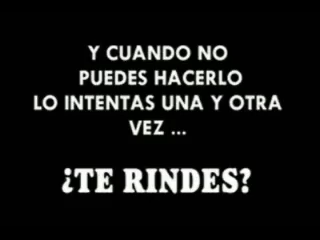 Y CUANDO NO
PUEDES HACERLO
LO INTENTAS UNA Y OTRA
VEZ ...
¿TE RINDES?